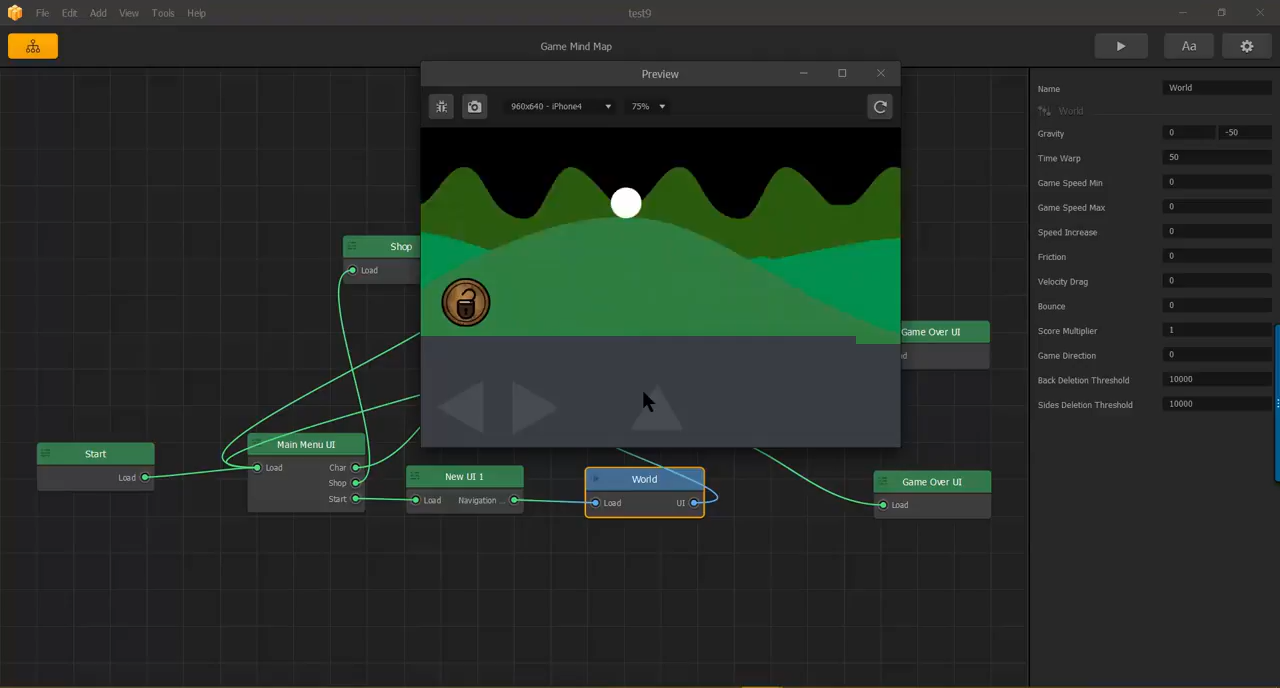 File Edit Add View Tools Help test9
Game Mind Map Aa
Preview
960x640 - iPhone4 75%
Name World
World
Gravity 0 -50
Time Warp 50
Game Speed Min 0
Game Speed Max 0
Speed Increase 0
Friction 0
Velocity Drag 0
Bounce 0
Score Multiplier 1
Game Direction 0
Back Deletion Threshold 10000
Sides Deletion Threshold 10000
Shop
Load
Game Over UI
Start
Load
Main Menu UI
Load Char
Shop
Start
New UI 1
Load Navigation ...
World
Load UI
Game Over UI
Load